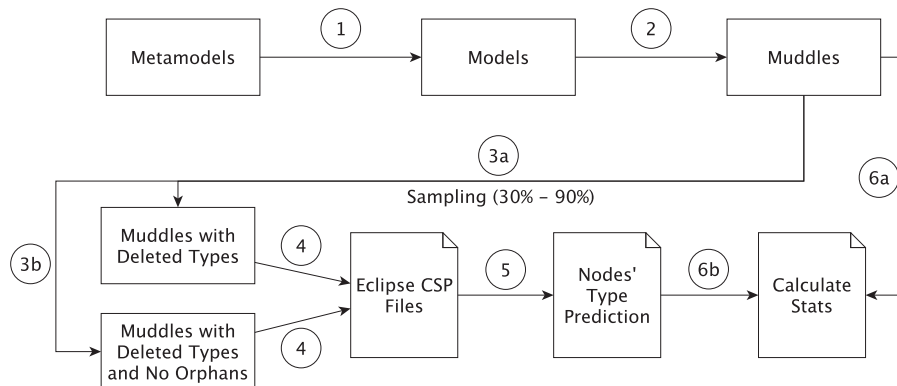 1
2
Metamodels
Models
Muddles
3a
6a
Sampling (30% – 90%)
3b
Muddles with
Deleted Types
4
Eclipse CSP
Files
5
Nodes'
Type
Prediction
6b
Calculate
Stats
Muddles with
Deleted Types
and No Orphans
4